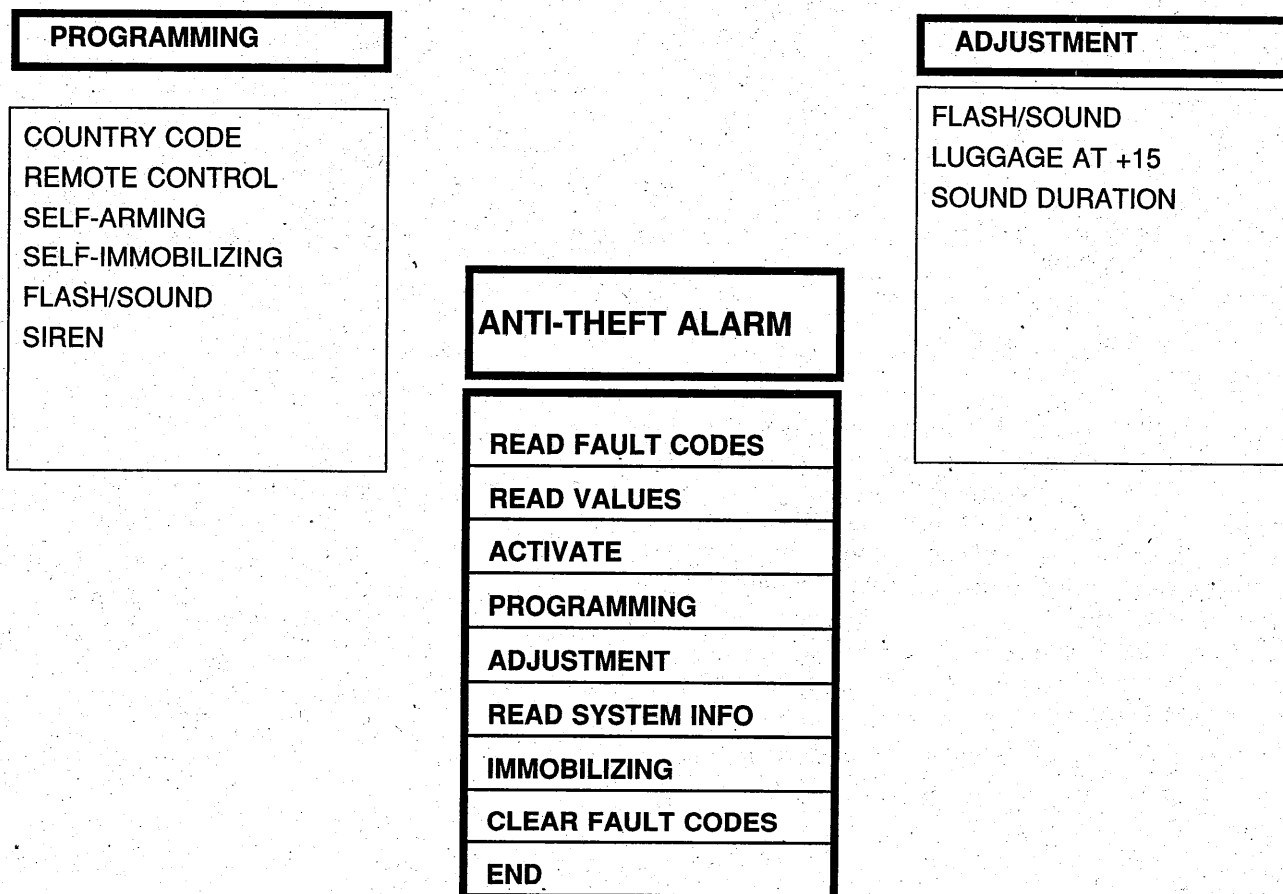 PROGRAMMING
COUNTRY CODE
REMOTE CONTROL
SELF-ARMING
SELF-IMMOBILIZING
FLASH/SOUND
SIREN
ADJUSTMENT
FLASH/SOUND
LUGGAGE AT +15
SOUND DURATION
ANTI-THEFT ALARM
READ FAULT CODES
READ VALUES
ACTIVATE
PROGRAMMING
ADJUSTMENT
READ SYSTEM INFO
IMMOBILIZING
CLEAR FAULT CODES
END